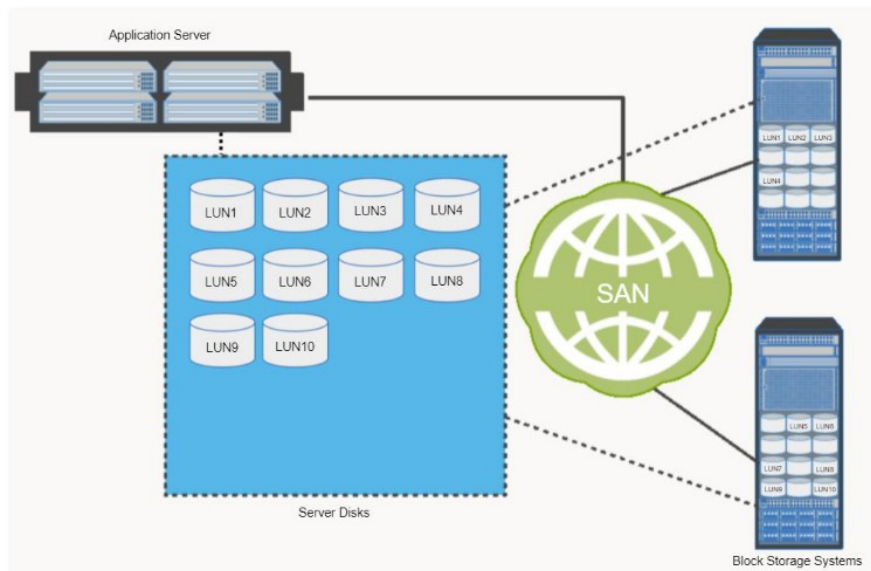 Application Server
LUN1 LUN2 LUN3 LUN4
LUN5 LUN6 LUN7 LUN8
LUN9 LUN10
Server Disks
SAN
LUN1 LUN2 LUN3
LUN4
LUN5 LUN6
LUN7 LUN8
LUN9 LUN10
Block Storage Systems